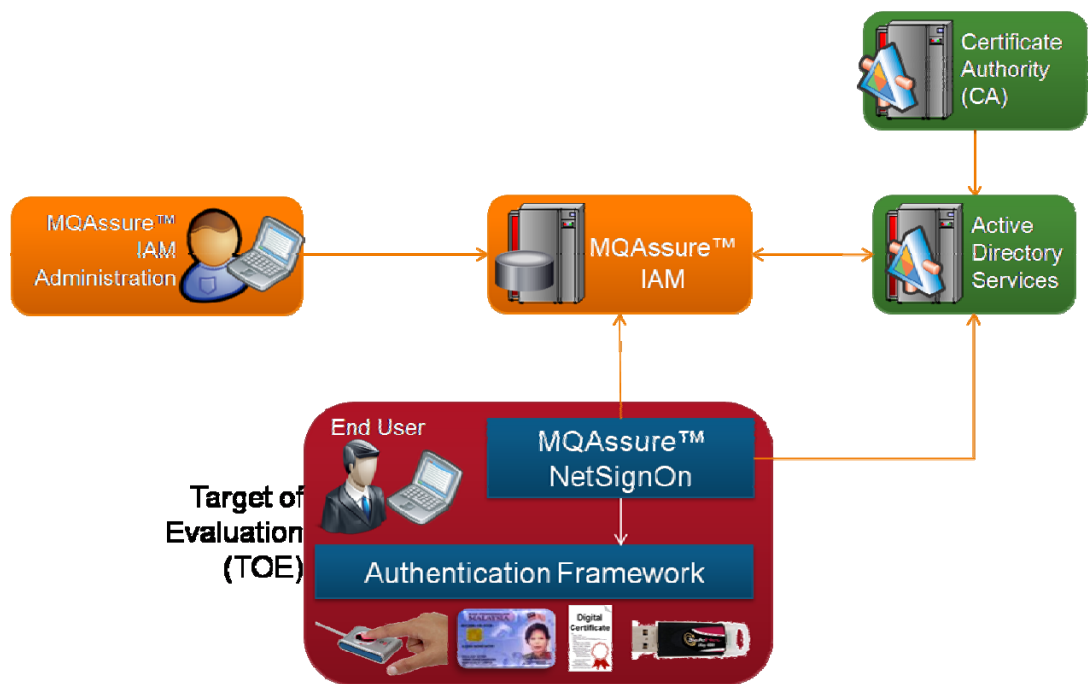 Certificate
Authority
(CA)
MQAssure™
IAM
Administration
MQAssure™
IAM
Active
Directory
Services
End User
MQAssure™
NetSignOn
Target of
Evaluation
(TOE)
Authentication Framework
MALAYSIA
Digital
Certificate